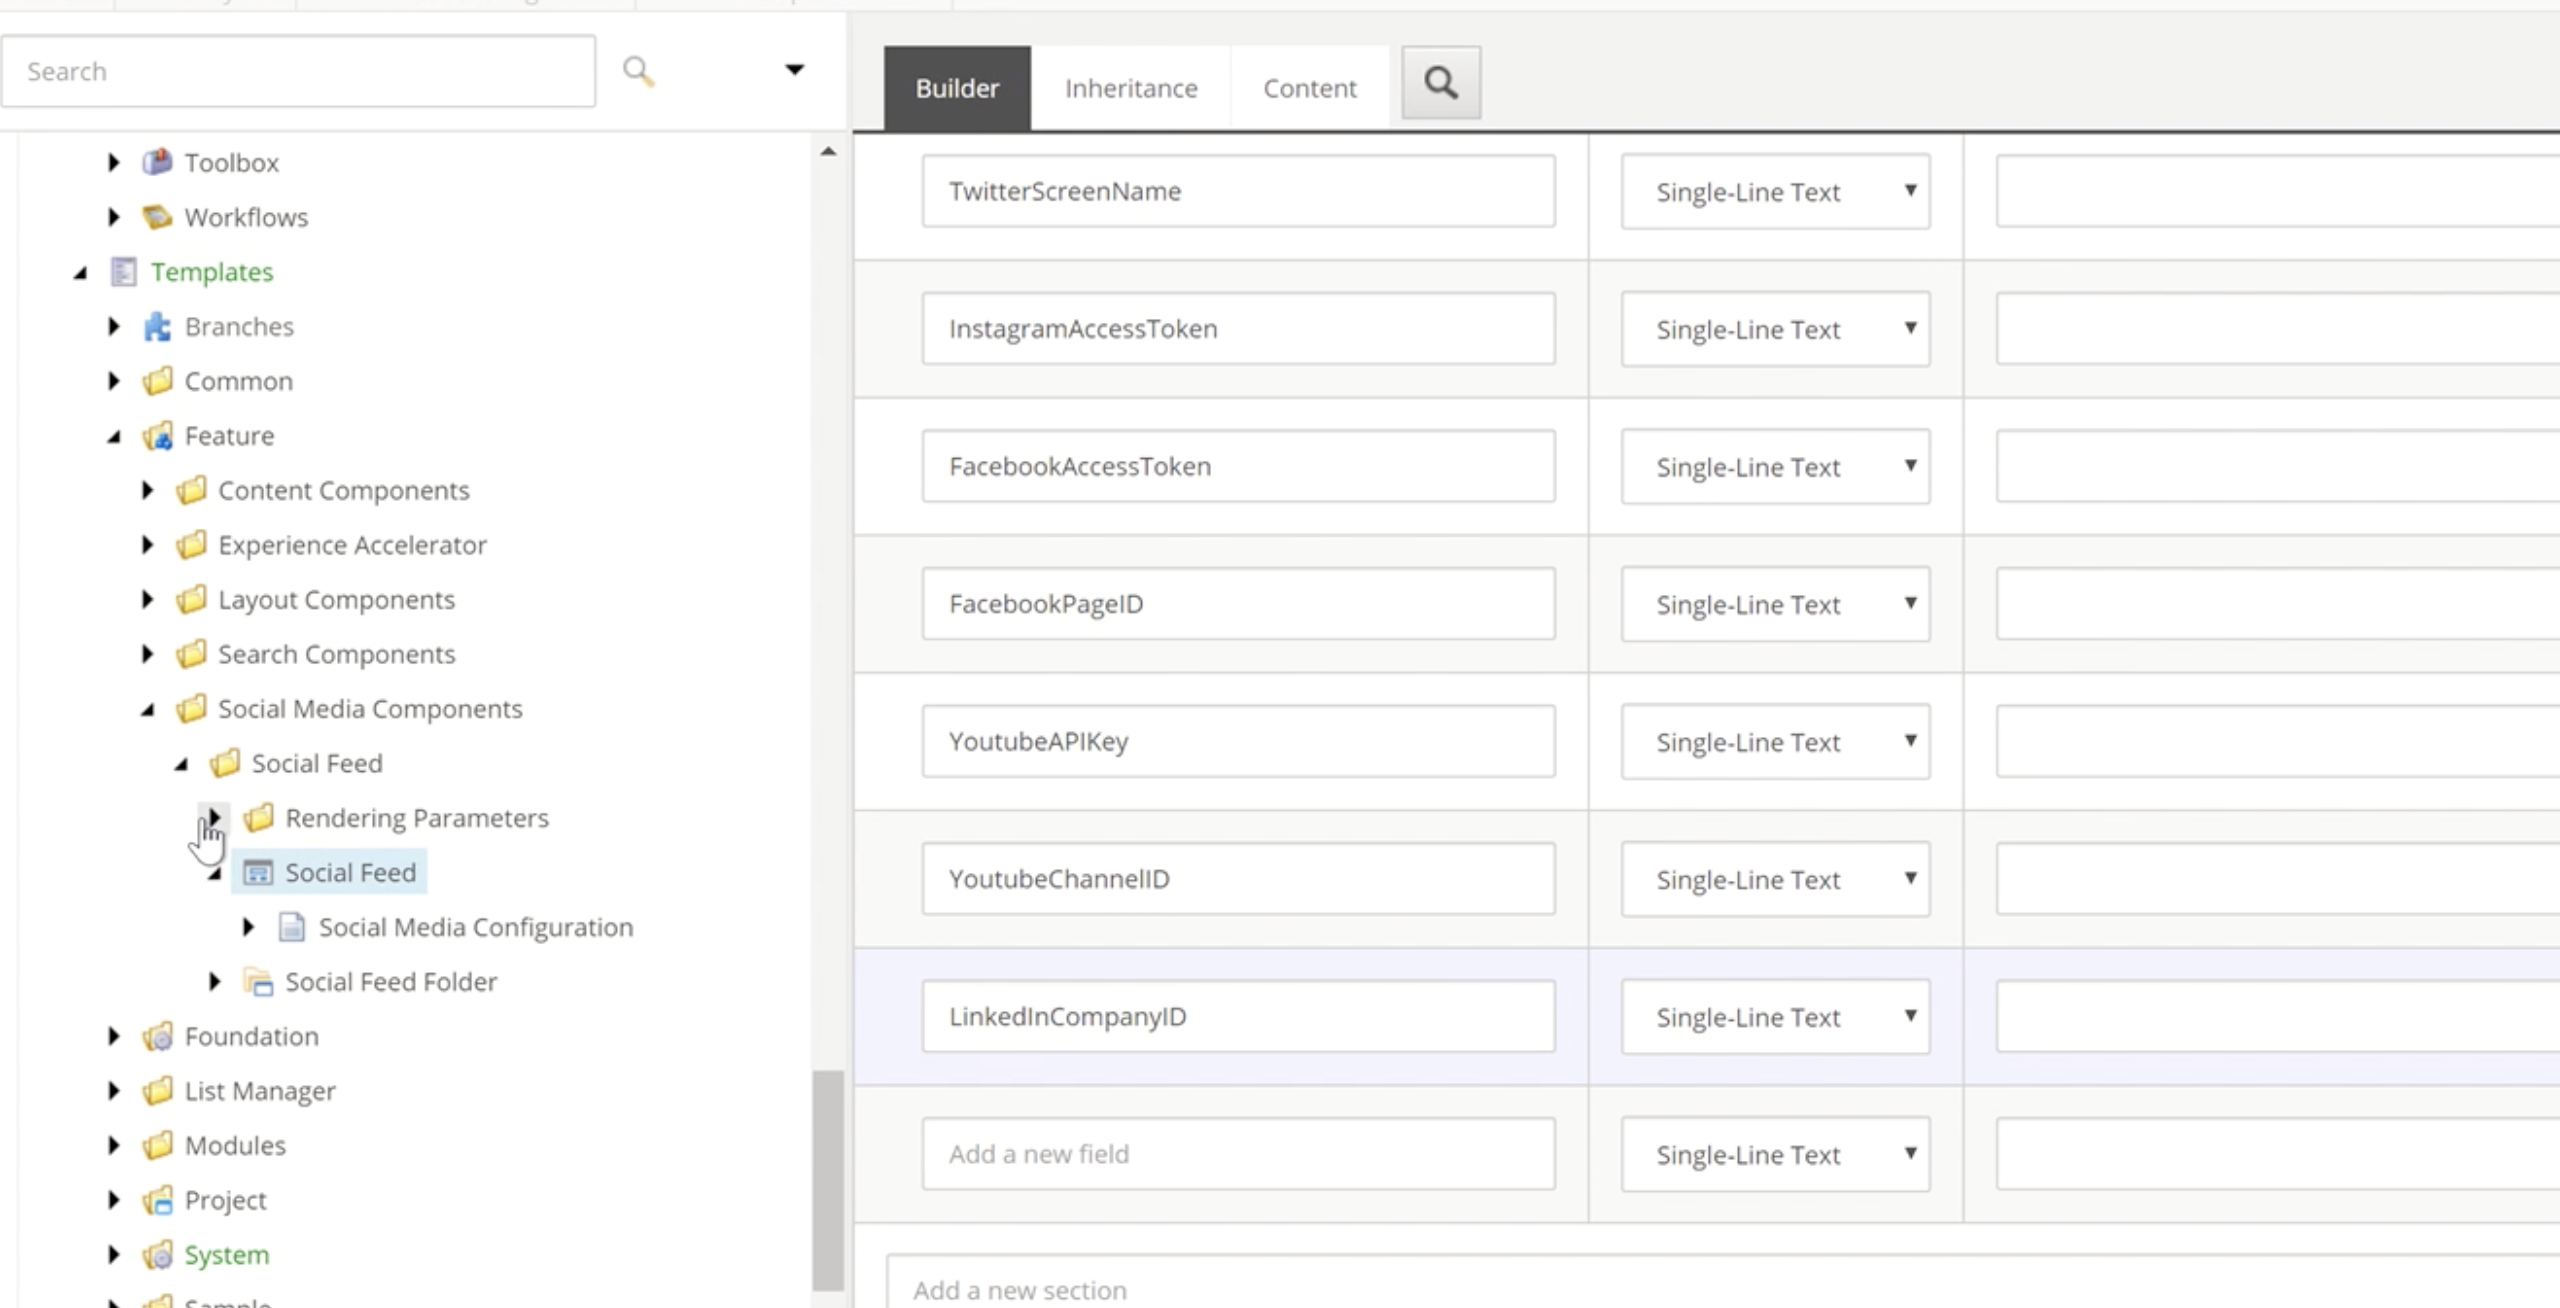 Search
Toolbox
Workflows
Templates
Branches
Common
Feature
Content Components
Experience Accelerator
Layout Components
Search Components
Social Media Components
Social Feed
Rendering Parameters
Social Feed
Social Media Configuration
Social Feed Folder
Foundation
List Manager
Modules
Project
System
Sample
Builder Inheritance Content
TwitterScreenName Single-Line Text
InstagramAccessToken Single-Line Text
FacebookAccessToken Single-Line Text
FacebookPageID Single-Line Text
YoutubeAPIKey Single-Line Text
YoutubeChannelID Single-Line Text
LinkedInCompanyID Single-Line Text
Add a new field Single-Line Text
Add a new section